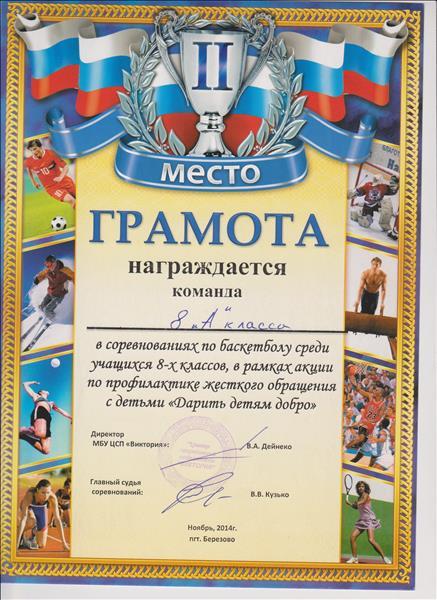 II
МЕСТО
ГРАМОТА
награждается
команда
8 „А" класса
в соревнованиях по баскетболу среди
учащихся 8-х классов, в рамках акции
по профилактике жесткого обращения
с детьми «Дарить детям добро»
Директор
МБУ ЦСП «Виктория»: В.А. Дейнеко
Главный судья
соревнований: В.В. Кузько
Ноябрь, 2014г.
пгт. Березово